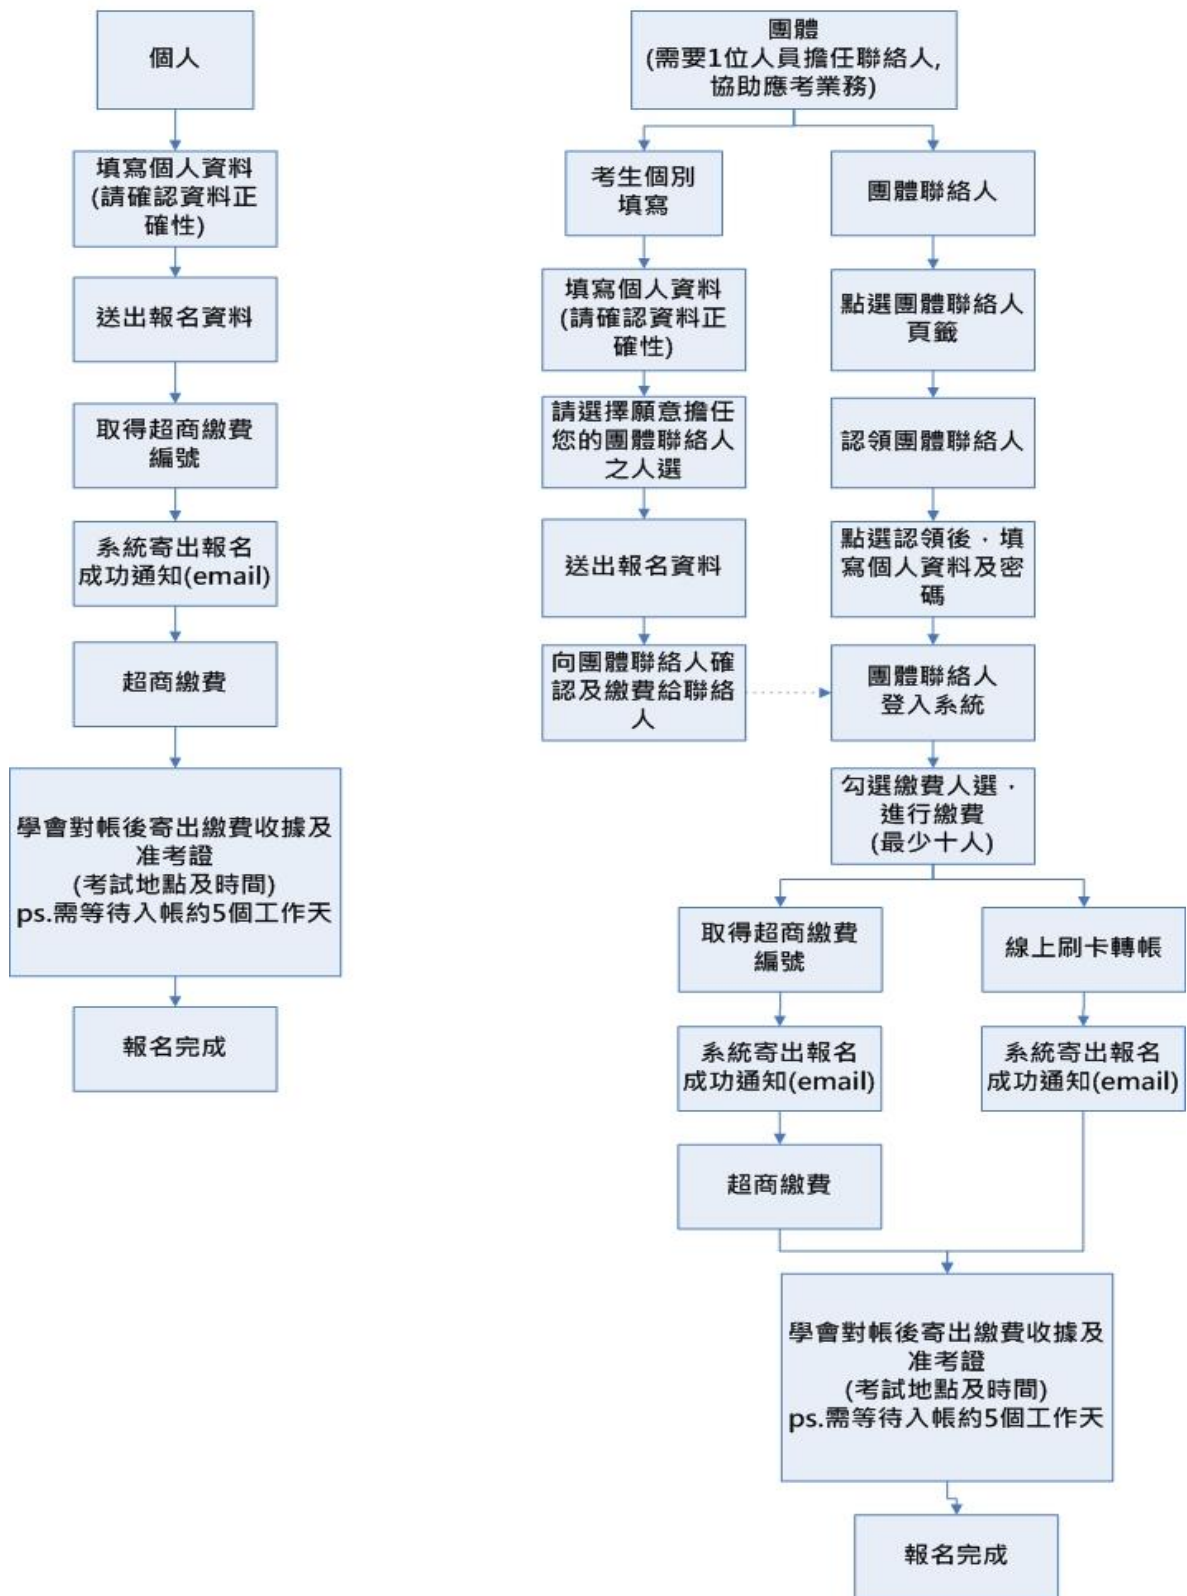 個人
填寫個人資料
(請確認資料正
確性)
送出報名資料
取得超商繳費
編號
系統寄出報名
成功通知(email)
超商繳費
學會對帳後寄出繳費收據及
准考證
(考試地點及時間)
ps.需等待入帳約5個工作天
報名完成
團體
(需要1位人員擔任聯絡人,
協助應考業務)
考生個別
填寫
填寫個人資料
(請確認資料正
確性)
請選擇願意擔任
您的團體聯絡人
之人選
送出報名資料
向團體聯絡人確
認及繳費給聯絡
人
團體聯絡人
點選團體聯絡人
頁籤
認領團體聯絡人
點選認領後，填
寫個人資料及密
碼
團體聯絡人
登入系統
勾選繳費人選，
進行繳費
(最少十人)
取得超商繳費
編號
系統寄出報名
成功通知(email)
超商繳費
線上刷卡轉帳
系統寄出報名
成功通知(email)
學會對帳後寄出繳費收據及
准考證
(考試地點及時間)
ps.需等待入帳約5個工作天
報名完成